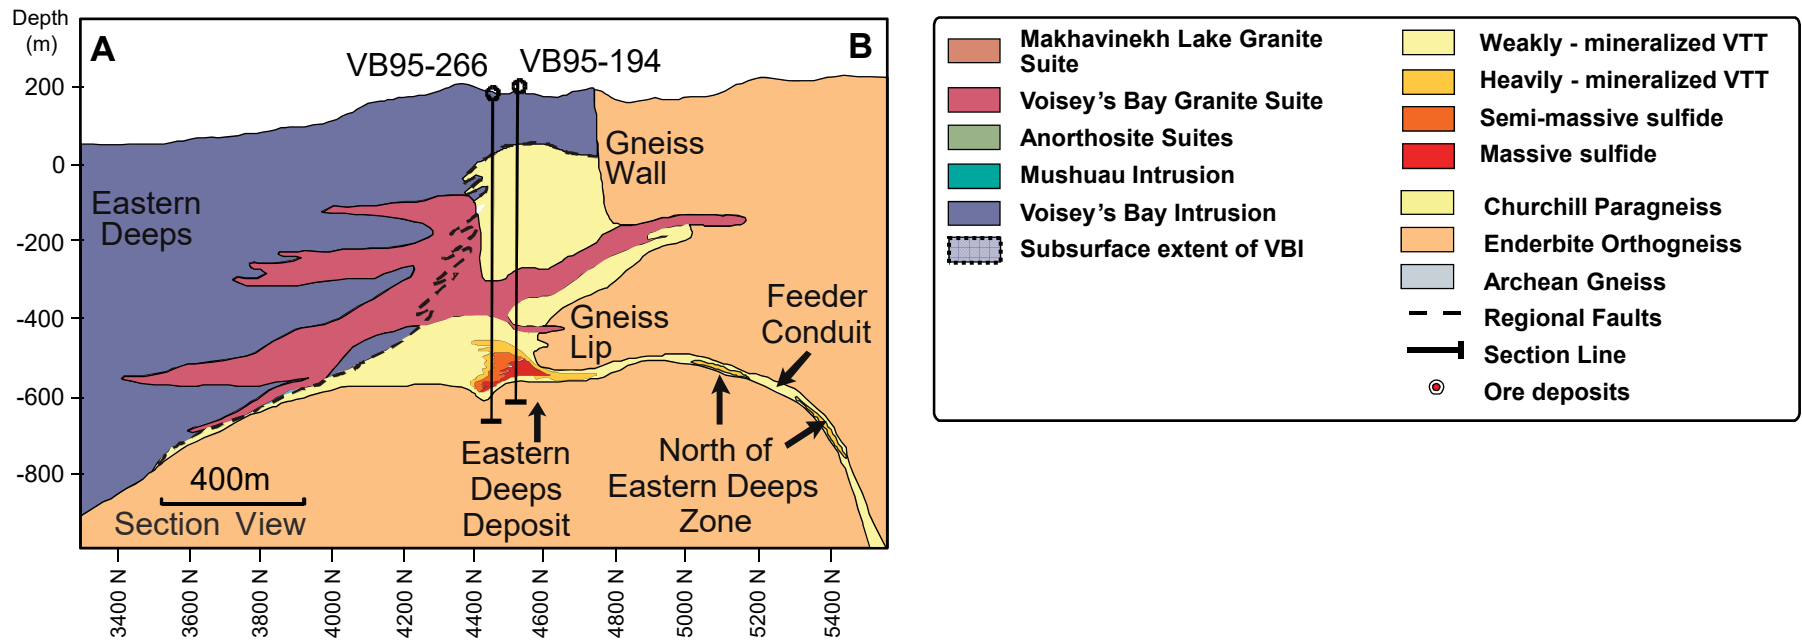 Depth
(m)
A
B
VB95-266
VB95-194
200
0
-200
-400
-600
-800
Gneiss
Wall
Eastern
Deeps
Gneiss
Lip
Feeder
Conduit
Eastern
Deeps
Deposit
North of
Eastern Deeps
Zone
400m
Section View
3400 N
3600 N
3800 N
4000 N
4200 N
4400 N
4600 N
4800 N
5000 N
5200 N
5400 N
Makhavinekh Lake Granite
Suite
Voisey's Bay Granite Suite
Anorthosite Suites
Mushuau Intrusion
Voisey's Bay Intrusion
Subsurface extent of VBI
Weakly - mineralized VTT
Heavily - mineralized VTT
Semi-massive sulfide
Massive sulfide
Churchill Paragneiss
Enderbite Orthogneiss
Archean Gneiss
Regional Faults
Section Line
Ore deposits